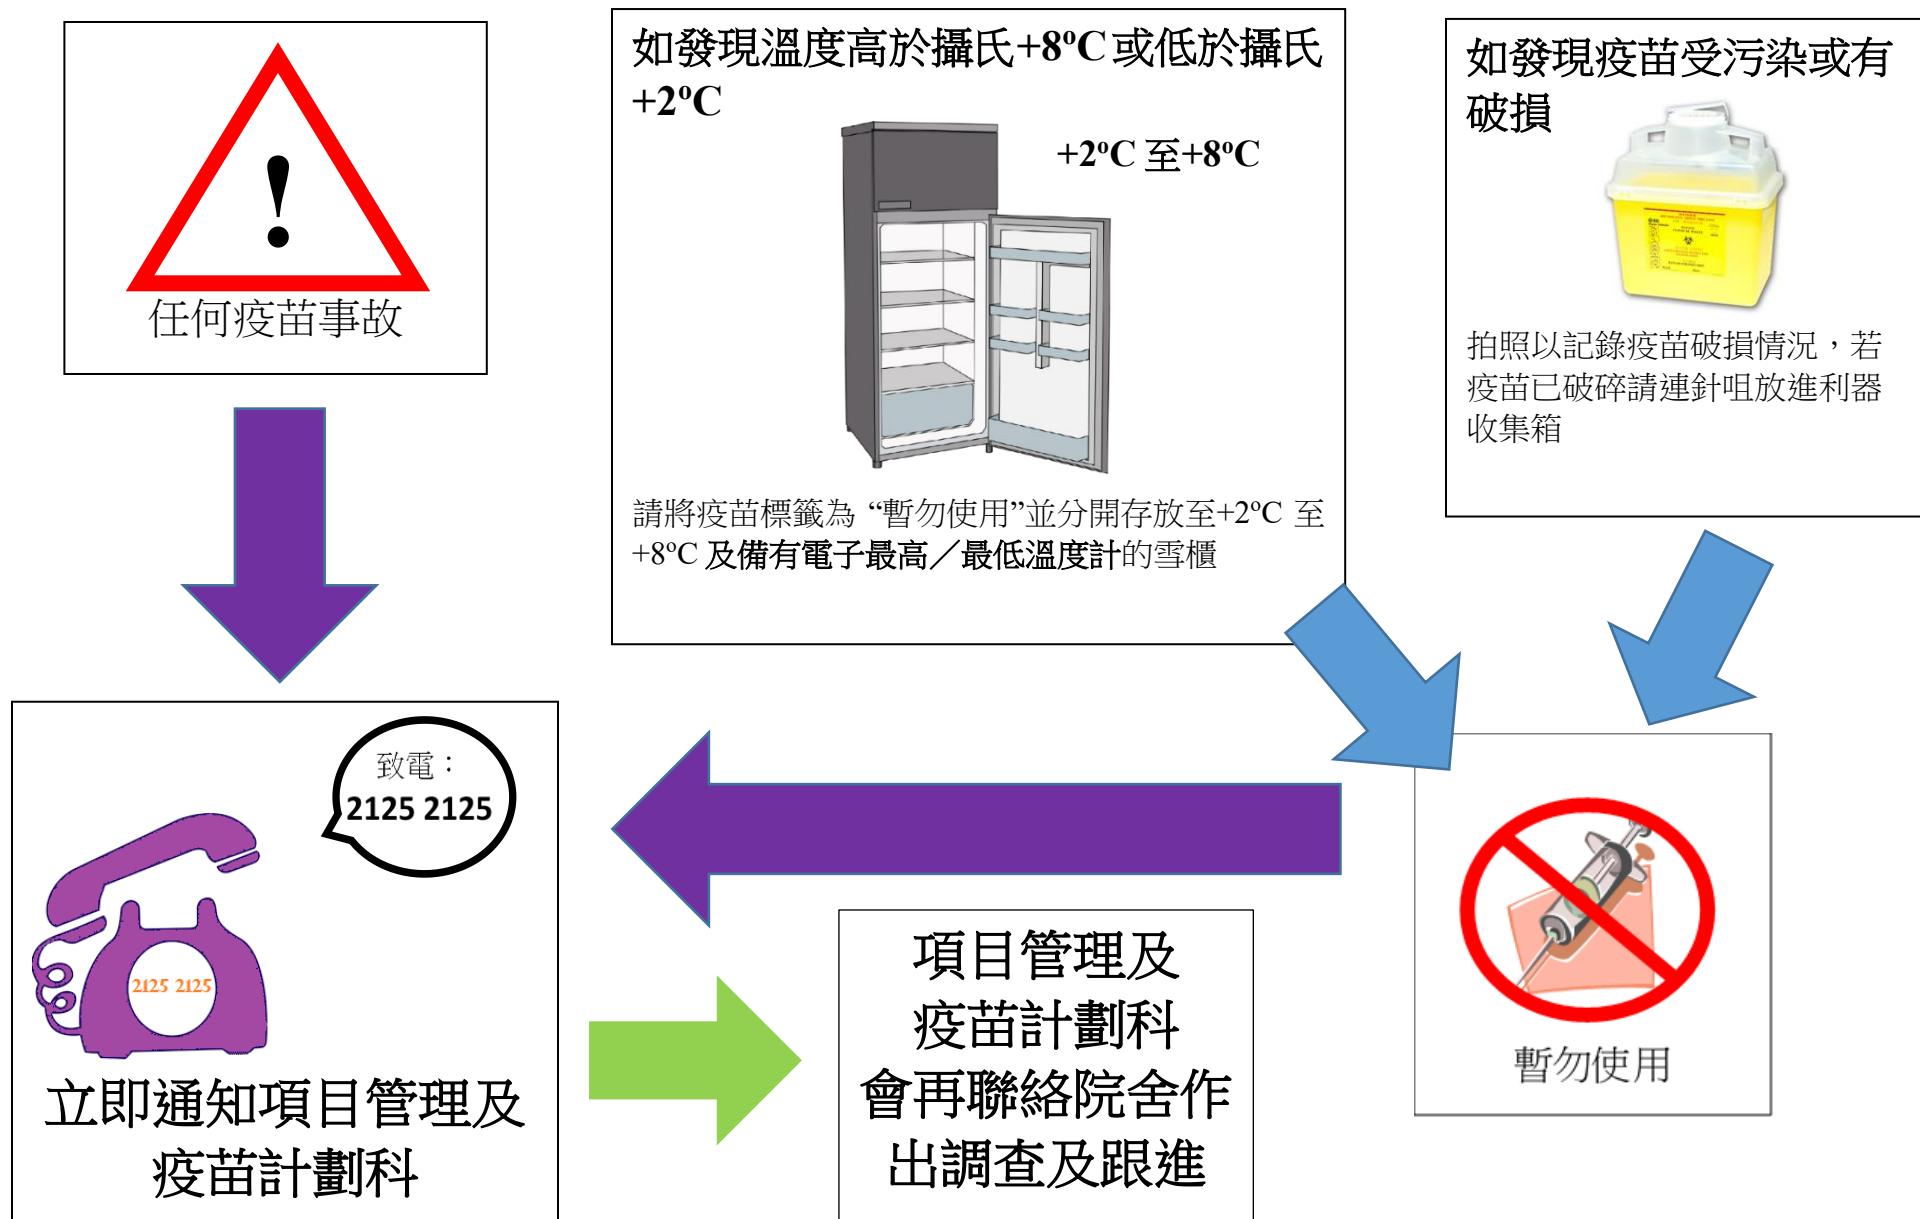 任何疫苗事故
如發現溫度高於攝氏+8ºC或低於攝氏
+2ºC
+2ºC 至+8ºC
請將疫苗標籤為 “暫勿使用”並分開存放至+2ºC 至
+8ºC 及備有電子最高／最低溫度計的雪櫃
如發現疫苗受污染或有
破損
拍照以記錄疫苗破損情況，若
疫苗已破碎請連針咀放進利器
收集箱
致電：
2125 2125
2125 2125
立即通知項目管理及
疫苗計劃科
項目管理及
疫苗計劃科
會再聯絡院舍作
出調查及跟進
暫勿使用